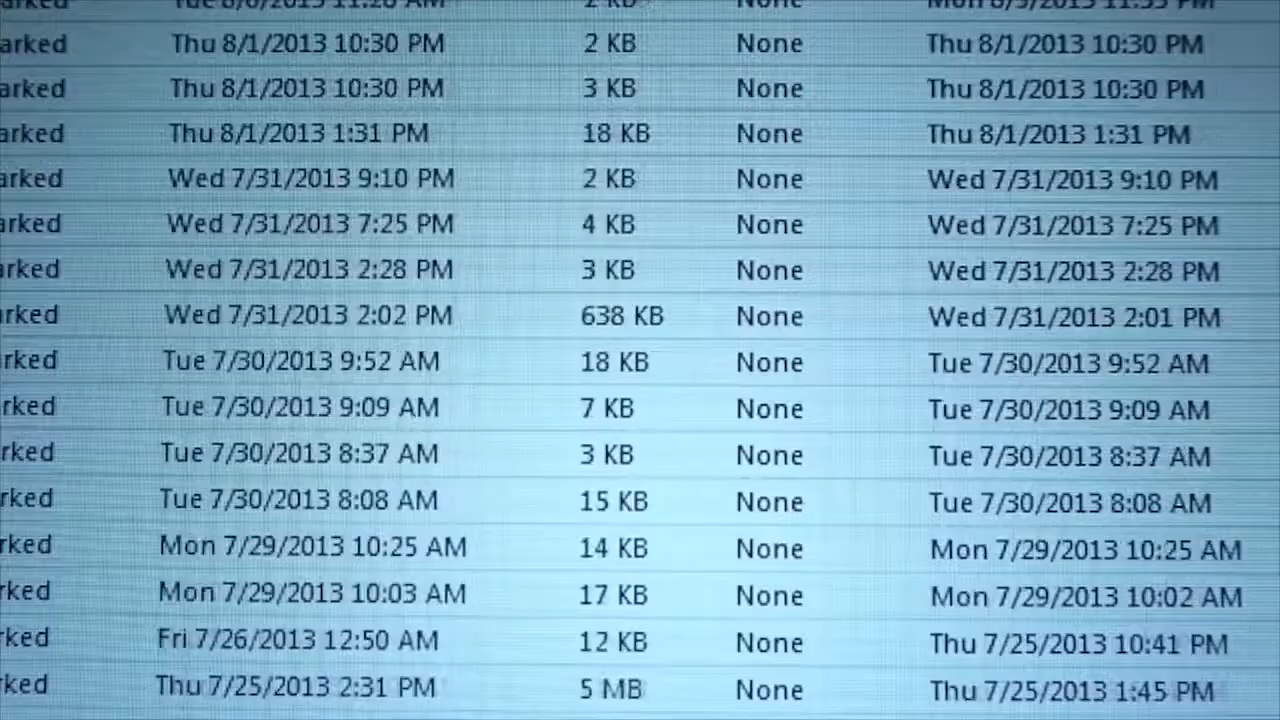 arked Thu 8/1/2013 10:30 PM 2 KB None Thu 8/1/2013 10:30 PM
arked Thu 8/1/2013 10:30 PM 3 KB None Thu 8/1/2013 10:30 PM
arked Thu 8/1/2013 1:31 PM 18 KB None Thu 8/1/2013 1:31 PM
arked Wed 7/31/2013 9:10 PM 2 KB None Wed 7/31/2013 9:10 PM
arked Wed 7/31/2013 7:25 PM 4 KB None Wed 7/31/2013 7:25 PM
arked Wed 7/31/2013 2:28 PM 3 KB None Wed 7/31/2013 2:28 PM
rked Wed 7/31/2013 2:02 PM 638 KB None Wed 7/31/2013 2:01 PM
rked Tue 7/30/2013 9:52 AM 18 KB None Tue 7/30/2013 9:52 AM
rked Tue 7/30/2013 9:09 AM 7 KB None Tue 7/30/2013 9:09 AM
rked Tue 7/30/2013 8:37 AM 3 KB None Tue 7/30/2013 8:37 AM
rked Tue 7/30/2013 8:08 AM 15 KB None Tue 7/30/2013 8:08 AM
rked Mon 7/29/2013 10:25 AM 14 KB None Mon 7/29/2013 10:25 AM
rked Mon 7/29/2013 10:03 AM 17 KB None Mon 7/29/2013 10:02 AM
rked Fri 7/26/2013 12:50 AM 12 KB None Thu 7/25/2013 10:41 PM
rked Thu 7/25/2013 2:31 PM 5 MB None Thu 7/25/2013 1:45 PM